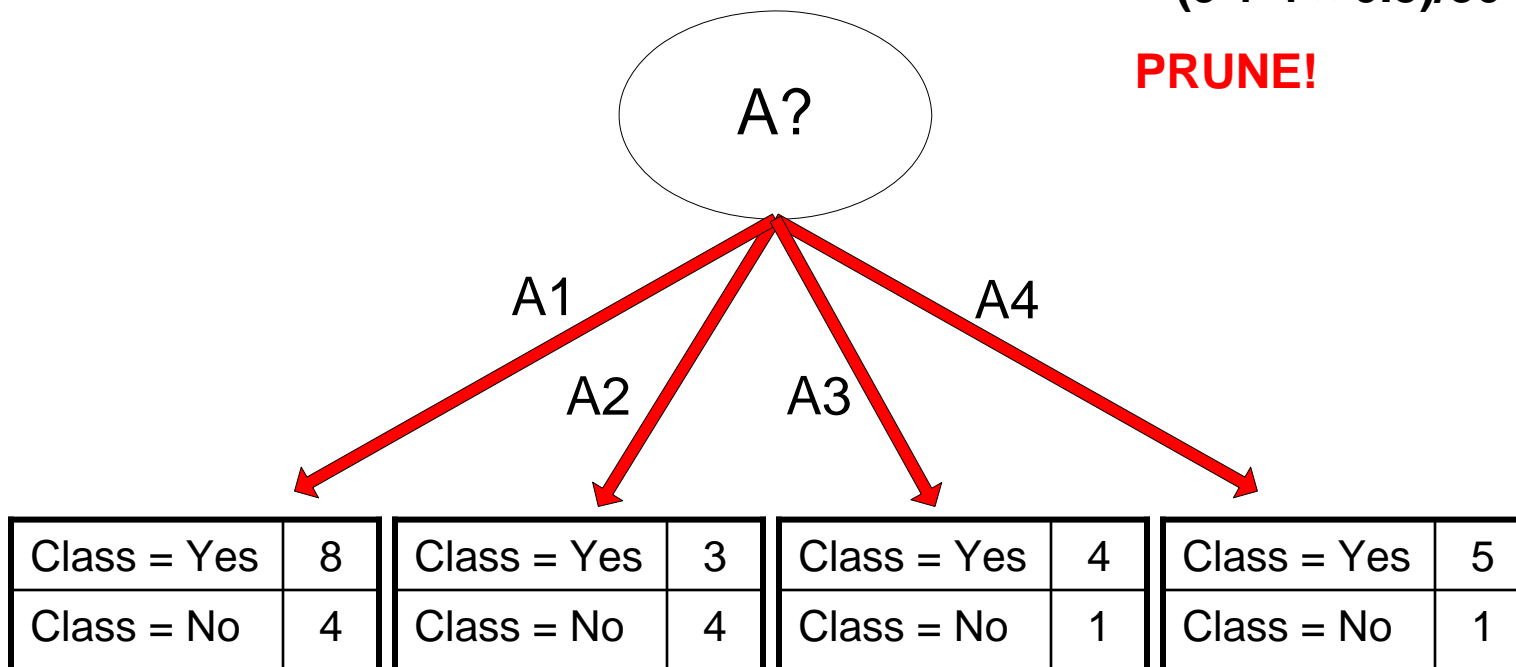 PRUNE!
A?
A1
A4
A2
A3
Class = Yes 8 Class = Yes 3 Class = Yes 4 Class = Yes 5
Class = No 4 Class = No 4 Class = No 1 Class = No 1